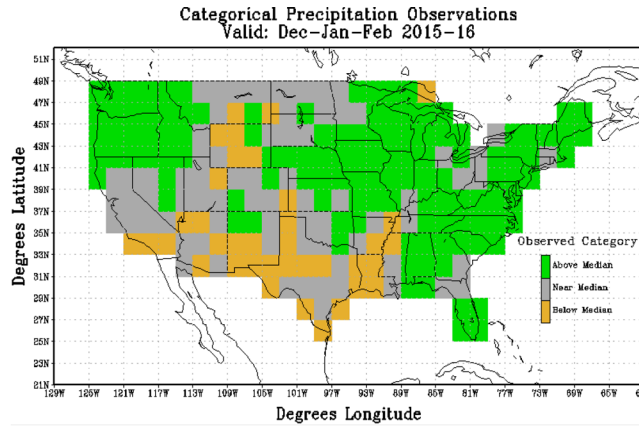 Categorical Precipitation Observations
Valid: Dec-Jan-Feb 2015-16
Degrees Latitude
51N
49N
47N
45N
43N
41N
39N
37N
35N
33N
31N
29N
27N
25N
23N
21N
Observed Category
Above Median
Near Median
Below Median
129W 125W 121W 117W 113W 109W 105W 101W 97W 93W 89W 85W 81W 77W 73W 69W 65W
Degrees Longitude